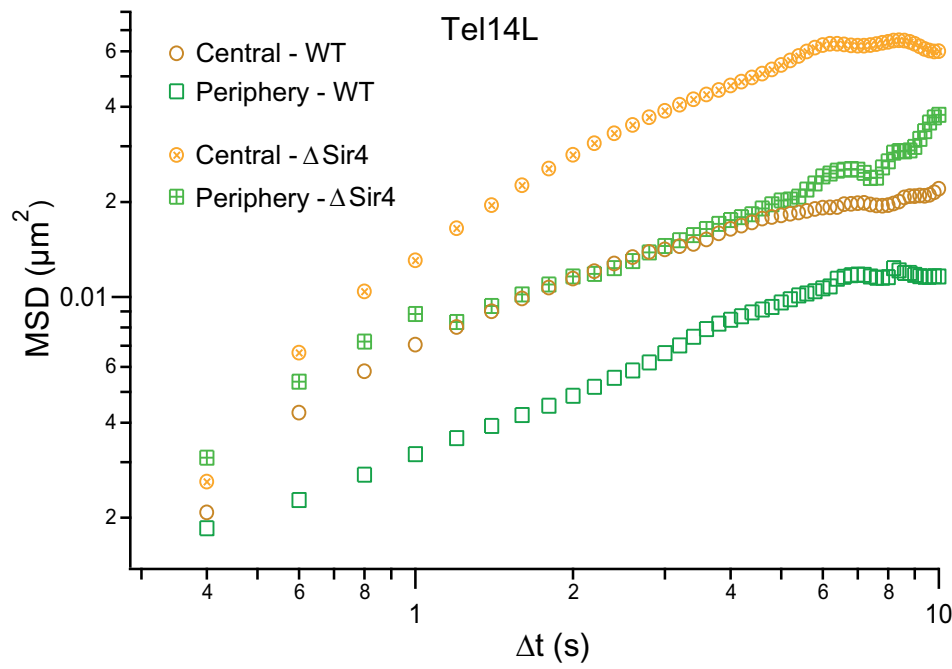 Tel14L
Central - WT
Periphery - WT
Central - ΔSir4
Periphery - ΔSir4
MSD (μm²)
6
4
2
0.01
8
6
4
2
4
6
8
1
2
4
6
8
10
Δt (s)